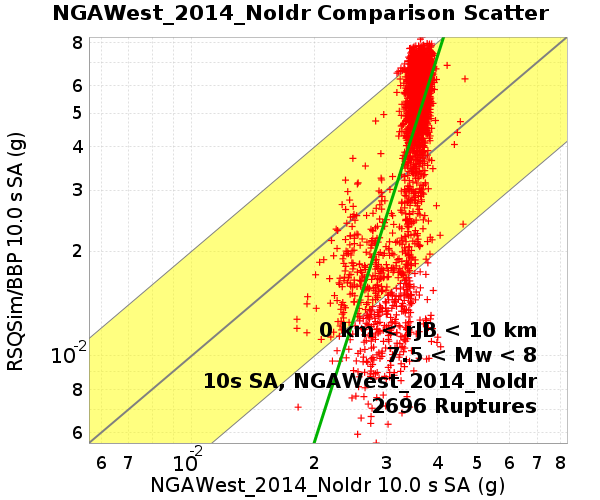 NGAWest_2014_NoIdr Comparison Scatter
8
6
5
4
3
2
10-2
8
6
RSQSim/BBP 10.0 s SA (g)
0 km < rJB < 10 km
7.5 < Mw < 8
10s SA, NGAWest_2014_NoIdr
2696 Ruptures
6 7 10-2 2 3 4 5 6 7 8
NGAWest_2014_NoIdr 10.0 s SA (g)